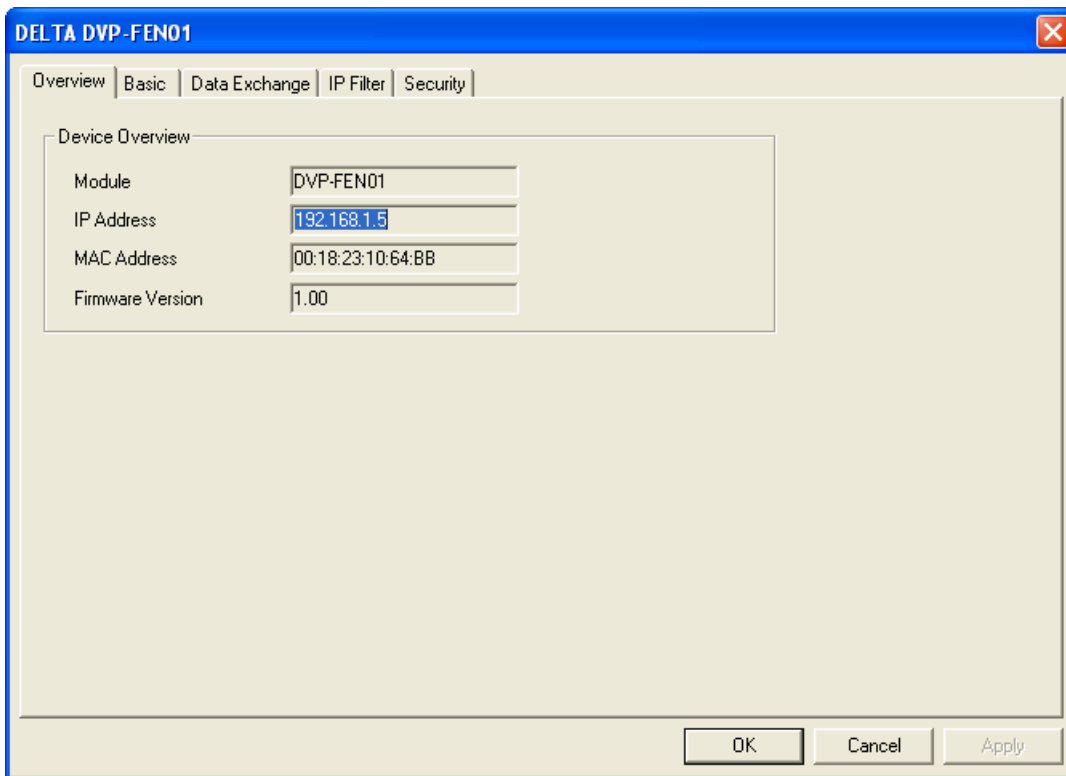 DELTA DVP-FEN01
Overview Basic Data Exchange IP Filter Security
Device Overview
Module DVP-FEN01
IP Address 192.168.1.5
MAC Address 00:18:23:10:64:BB
Firmware Version 1.00
OK Cancel Apply